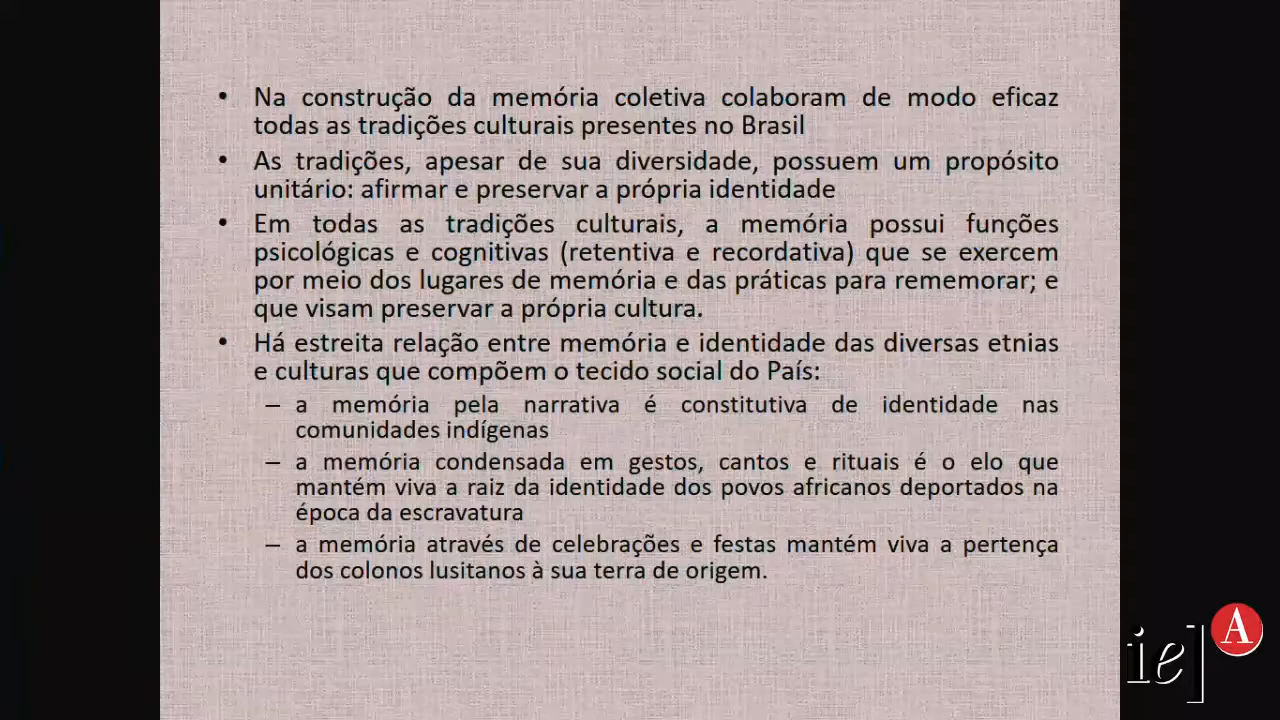 • Na construção da memória coletiva colaboram de modo eficaz
todas as tradições culturais presentes no Brasil
• As tradições, apesar de sua diversidade, possuem um propósito
unitário: afirmar e preservar a própria identidade
• Em todas as tradições culturais, a memória possui funções
psicológicas e cognitivas (retentiva e recordativa) que se exercem
por meio dos lugares de memória e das práticas para rememorar; e
que visam preservar a própria cultura.
• Há estreita relação entre memória e identidade das diversas etnias
e culturas que compõem o tecido social do País:
– a memória pela narrativa é constitutiva de identidade nas
comunidades indígenas
– a memória condensada em gestos, cantos e rituais é o elo que
mantém viva a raiz da identidade dos povos africanos deportados na
época da escravatura
– a memória através de celebrações e festas mantém viva a pertença
dos colonos lusitanos à sua terra de origem.
ie] A